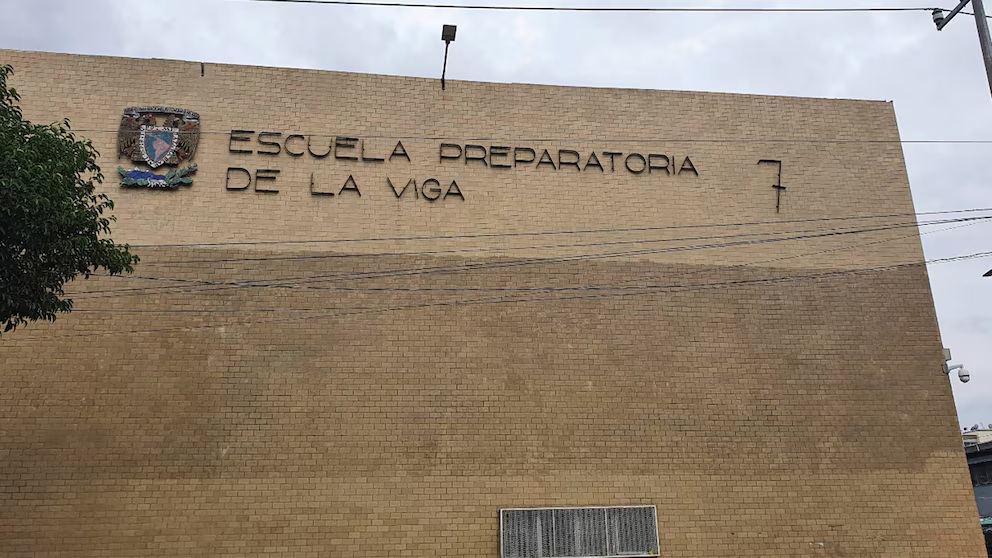 ESCUELA PREPARATORIA 7
DE LA VIGA